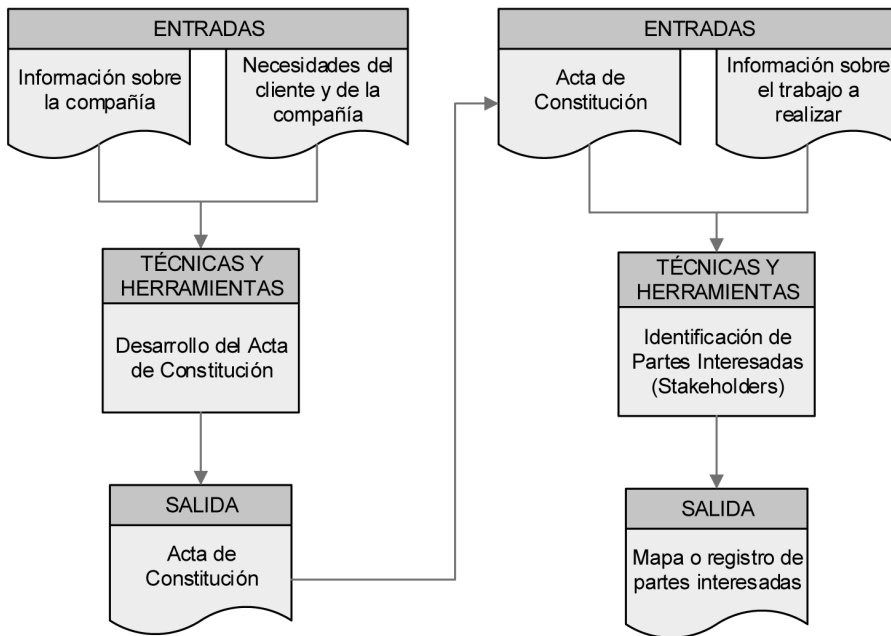 ENTRADAS
Información sobre
la compañía
Necesidades del
cliente y de la
compañía
TÉCNICAS Y
HERRAMIENTAS
Desarrollo del Acta
de Constitución
SALIDA
Acta de
Constitución
ENTRADAS
Acta de
Constitución
Información sobre
el trabajo a
realizar
TÉCNICAS Y
HERRAMIENTAS
Identificación de
Partes Interesadas
(Stakeholders)
SALIDA
Mapa o registro de
partes interesadas